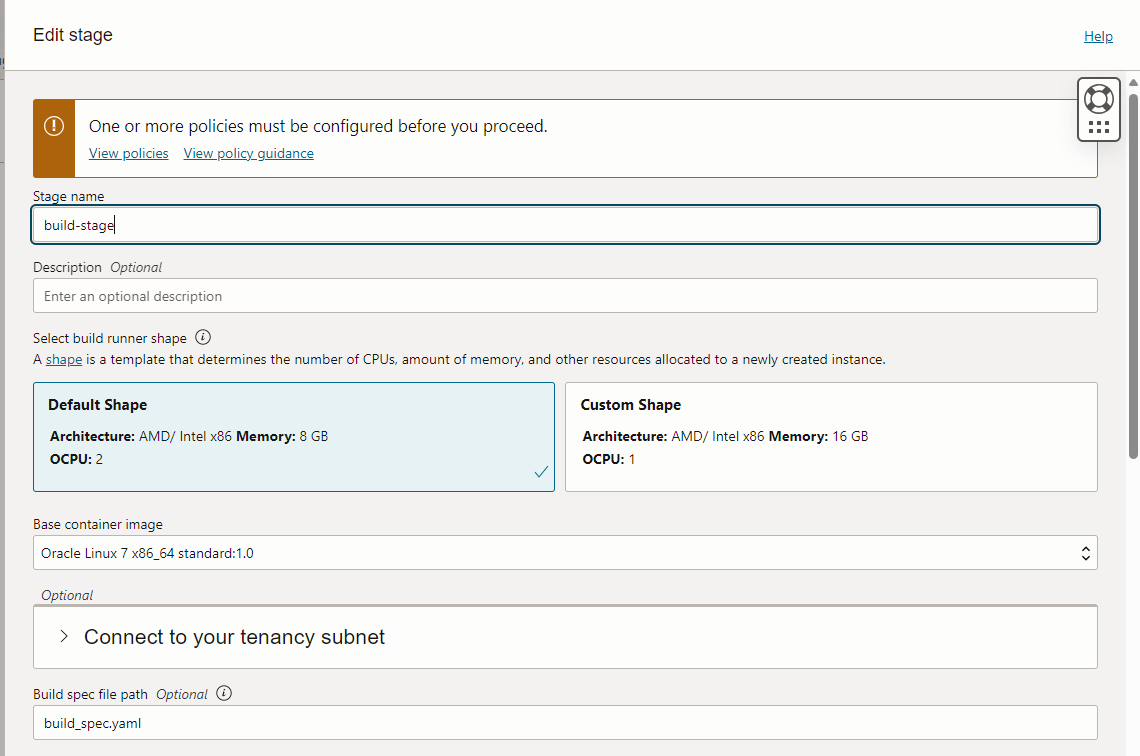 Edit stage
Help
One or more policies must be configured before you proceed.
View policies View policy guidance
Stage name
build-stage
Description Optional
Enter an optional description
Select build runner shape
A shape is a template that determines the number of CPUs, amount of memory, and other resources allocated to a newly created instance.
Default Shape
Architecture: AMD/ Intel x86 Memory: 8 GB
OCPU: 2
Custom Shape
Architecture: AMD/ Intel x86 Memory: 16 GB
OCPU: 1
Base container image
Oracle Linux 7 x86_64 standard:1.0
Optional
Connect to your tenancy subnet
Build spec file path Optional
build_spec.yaml